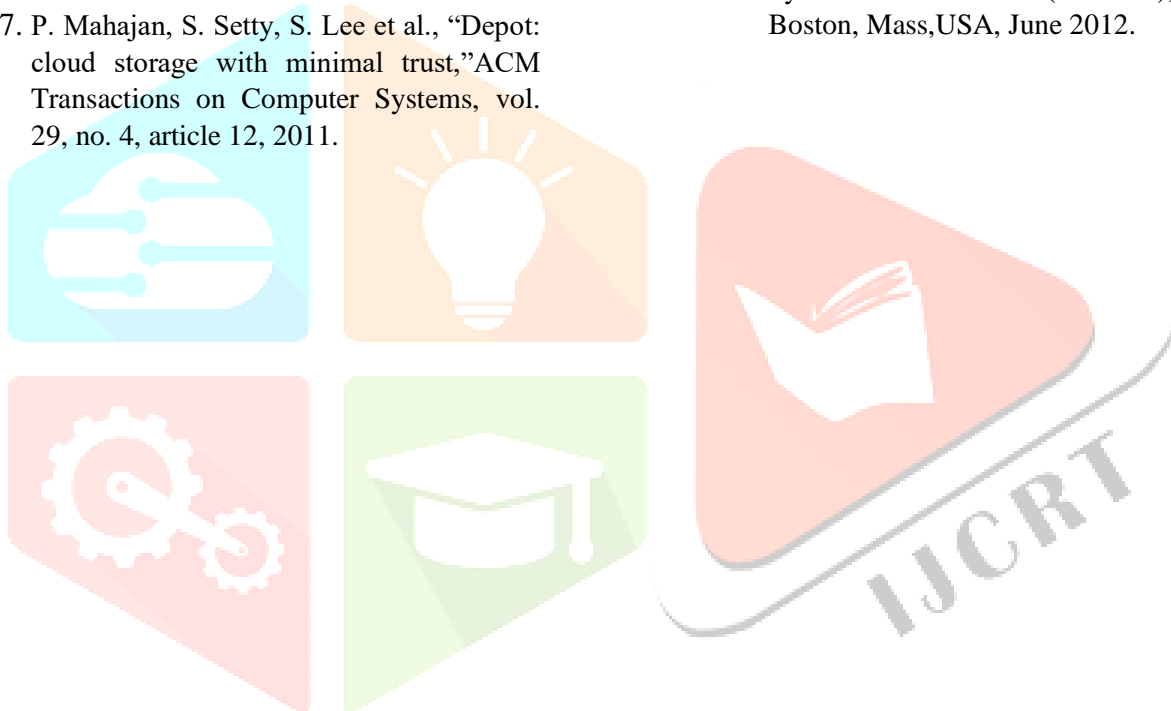 7. P. Mahajan, S. Setty, S. Lee et al., “Depot:
cloud storage with minimal trust,”ACM
Transactions on Computer Systems, vol.
29, no. 4, article 12, 2011.
Boston, Mass,USA, June 2012.
IJCRT